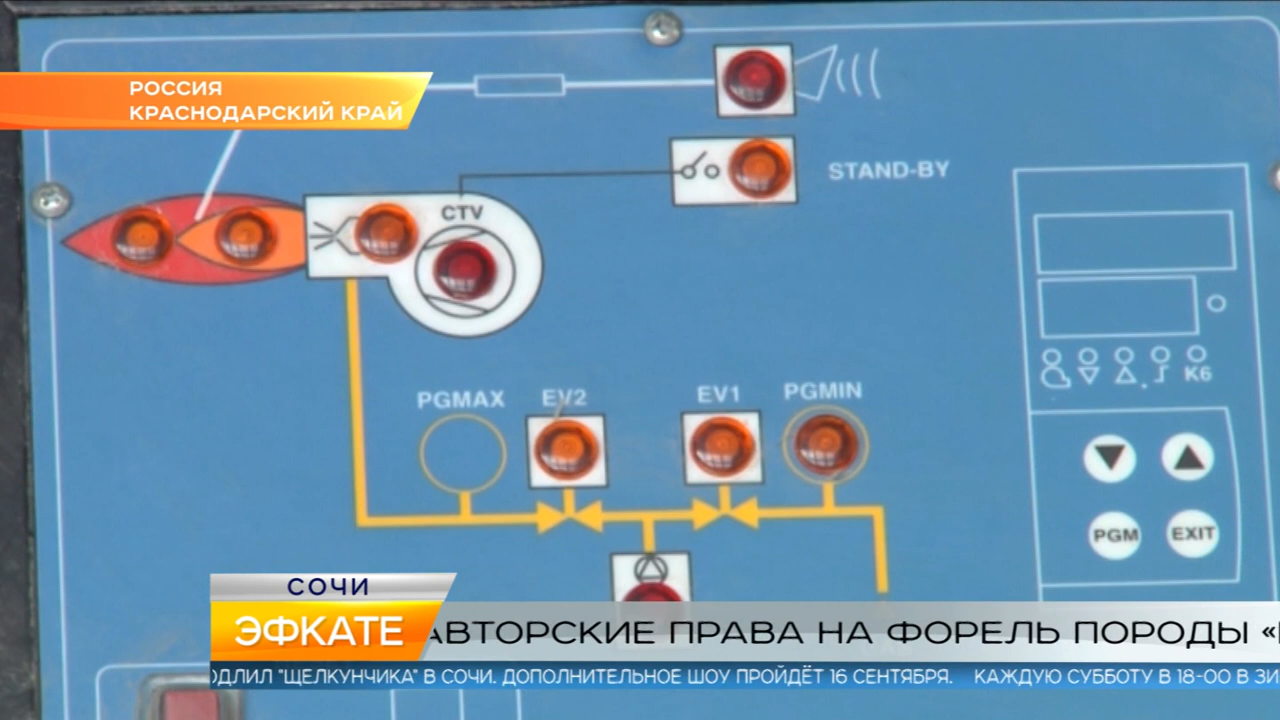 РОССИЯ
КРАСНОДАРСКИЙ КРАЙ
STAND-BY
CTV
PGMAX
EV2
EV1
PGMIN
K6
PGM
EXIT
СОЧИ
ЭФКАТЕ
АВТОРСКИЕ ПРАВА НА ФОРЕЛЬ ПОРОДЫ «
"ЩЕЛКУНЧИКА" В СОЧИ. ДОПОЛНИТЕЛЬНОЕ ШОУ ПРОЙДЁТ 16 СЕНТЯБРЯ. КАЖДУЮ СУББОТУ В 18-00 В